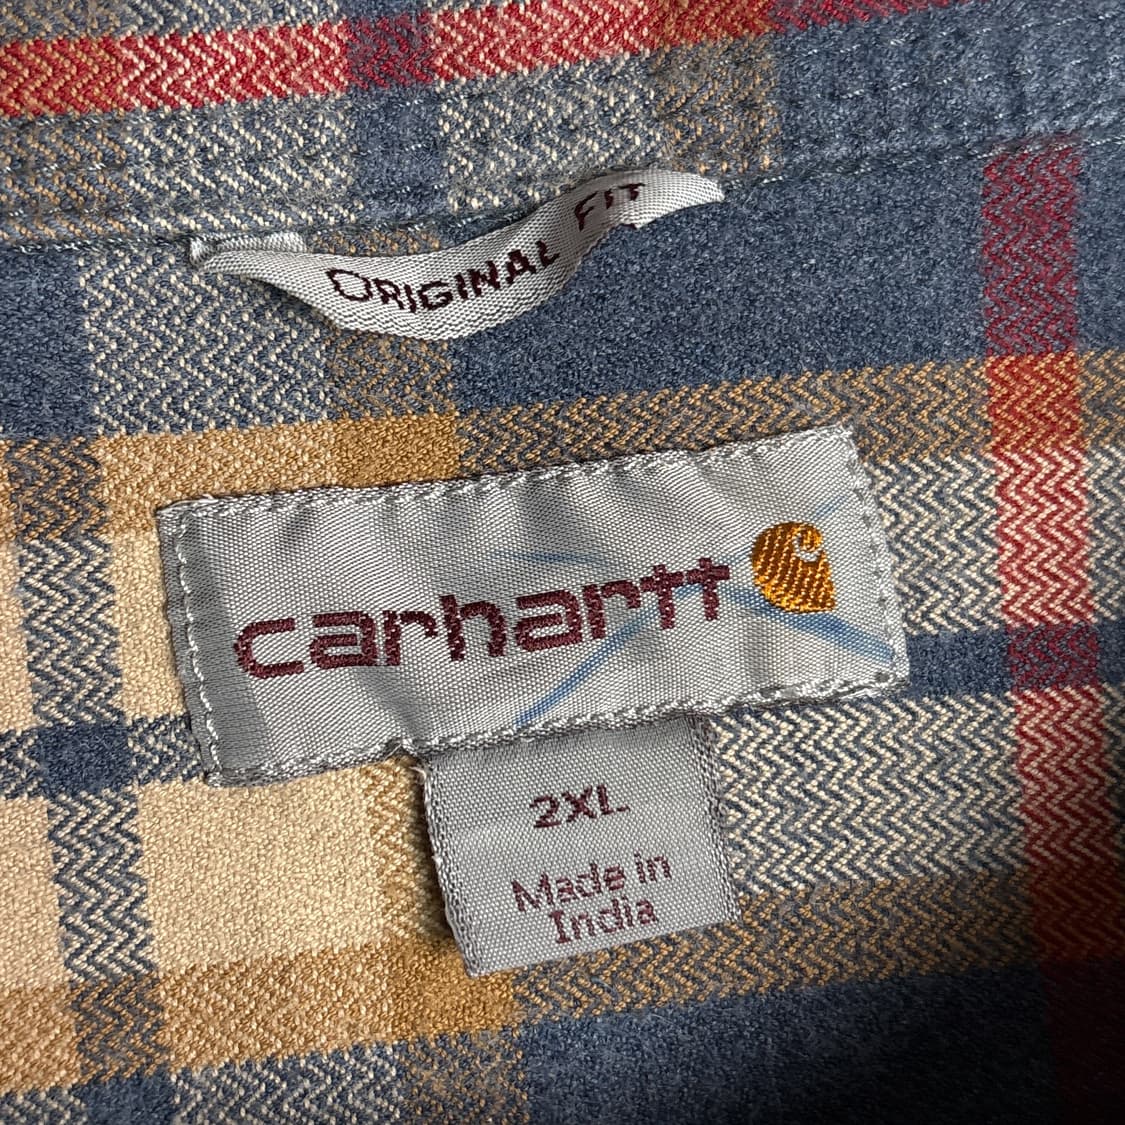 ORIGINAL FIT
carhartt
2XL
Made in
India